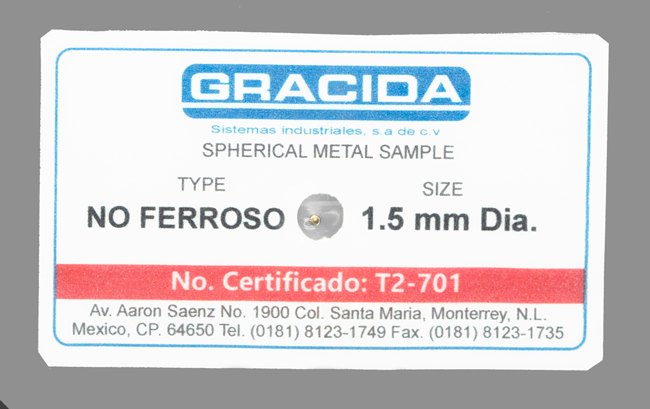 GRACIDA
Sistemas industriales, s.a de c.v
SPHERICAL METAL SAMPLE
TYPE SIZE
NO FERROSO 1.5 mm Dia.
No. Certificado: T2-701
Av. Aaron Saenz No. 1900 Col. Santa Maria, Monterrey, N.L.
Mexico, CP. 64650 Tel. (0181) 8123-1749 Fax. (0181) 8123-1735